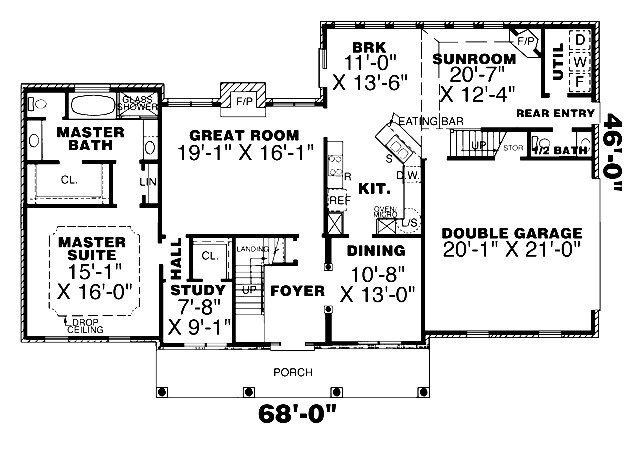 BRK
11'-0"
X 13'-6"
SUNROOM
20'-7"
X 12'-4"
F/P
UTIL
D
W
F
REAR ENTRY
GLASS
SHOWER
F/P
MASTER
BATH
GREAT ROOM
19'-1" X 16'-1"
EATING BAR
S
UP
STOR
1/2 BATH
46'-0"
CL.
LIN
R
D.W.
REF
KIT.
OVEN/
MICRO
L/S
DOUBLE GARAGE
20'-1" X 21'-0"
MASTER
SUITE
15'-1"
X 16'-0"
DROP
CEILING
HALL
CL.
LANDING
UP
STUDY
7'-8"
X 9'-1"
FOYER
DINING
10'-8"
X 13'-0"
PORCH
68'-0"